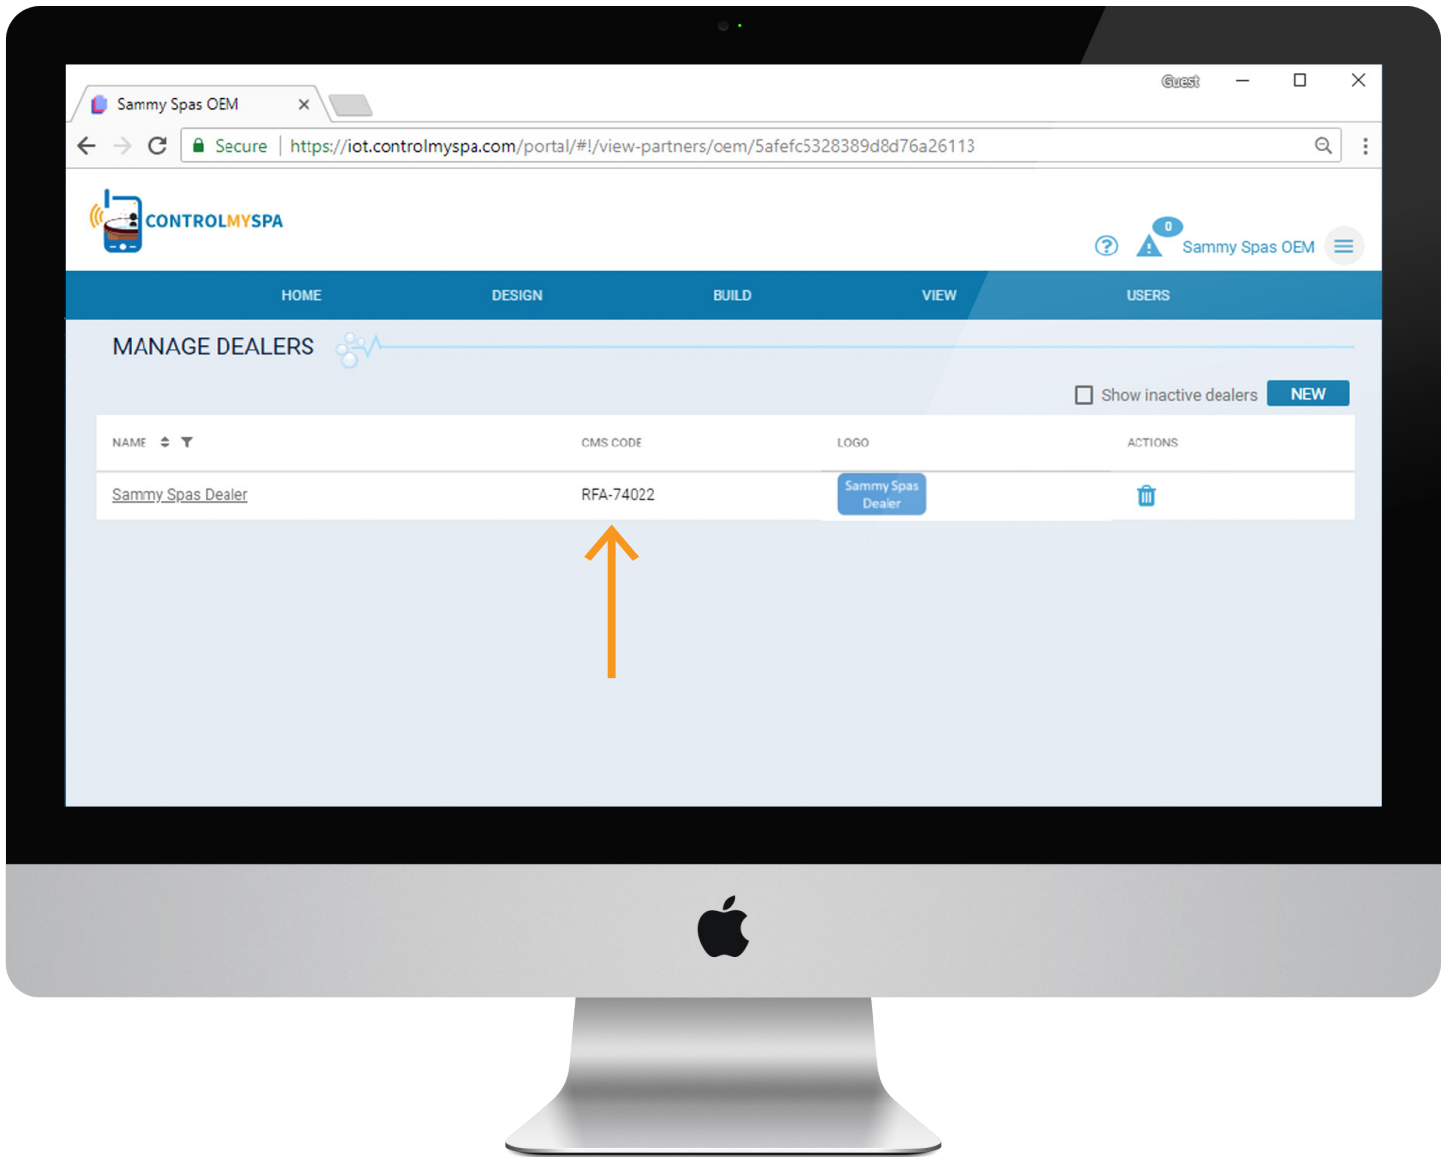 Guest
Sammy Spas OEM
Secure https://iot.controlmyspa.com/portal/#!/view-partners/oem/5afefc5328389d8d76a26113
CONTROLMYSPA
0
Sammy Spas OEM
HOME DESIGN BUILD VIEW USERS
MANAGE DEALERS
Show inactive dealers NEW
NAME CMS CODE LOGO ACTIONS
Sammy Spas Dealer RFA-74022 Sammy Spas
Dealer